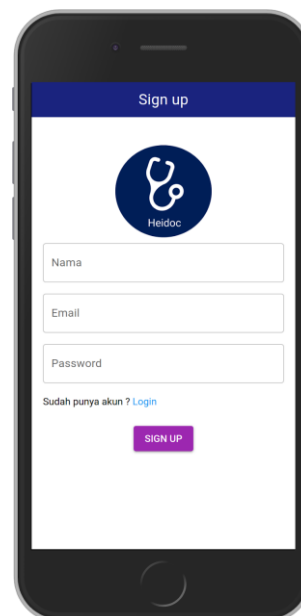 Sign up
Heidoc
Nama
Email
Password
Sudah punya akun ? Login
SIGN UP